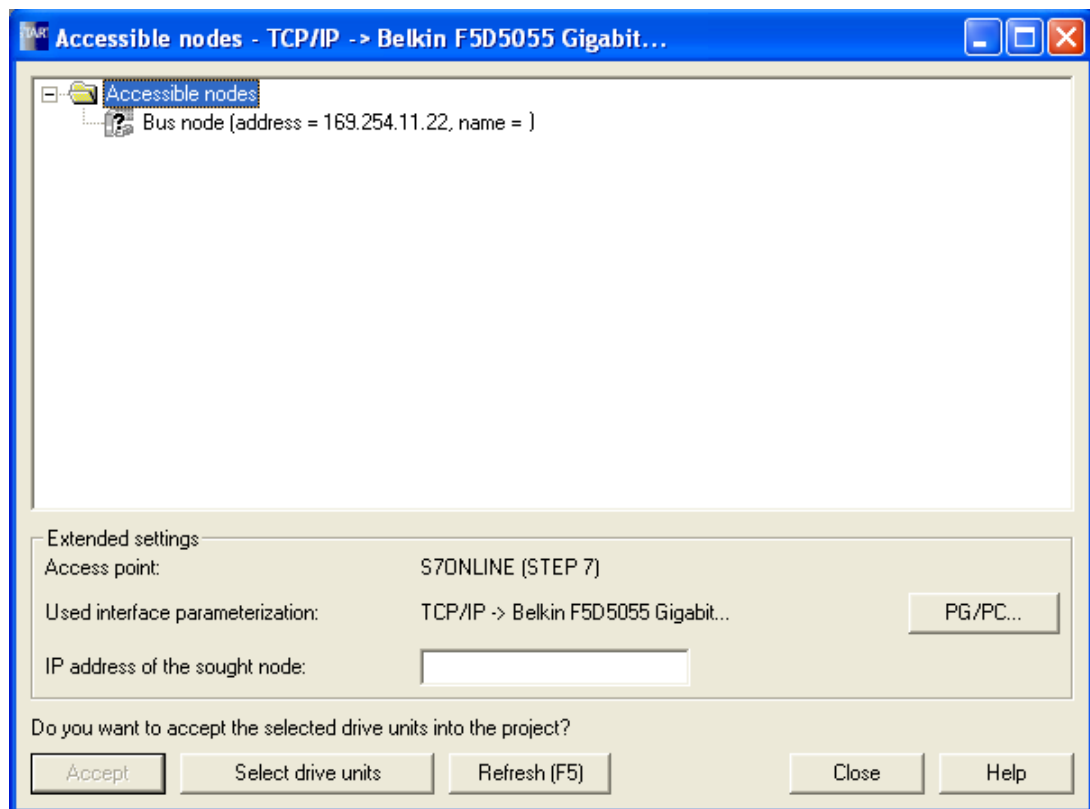 TAR
Accessible nodes - TCP/IP -> Belkin F5D5055 Gigabit...
Accessible nodes
Bus node (address = 169.254.11.22, name = )
Extended settings
Access point: S7ONLINE (STEP 7)
Used interface parameterization: TCP/IP -> Belkin F5D5055 Gigabit... PG/PC...
IP address of the sought node:
Do you want to accept the selected drive units into the project?
Accept Select drive units Refresh (F5) Close Help